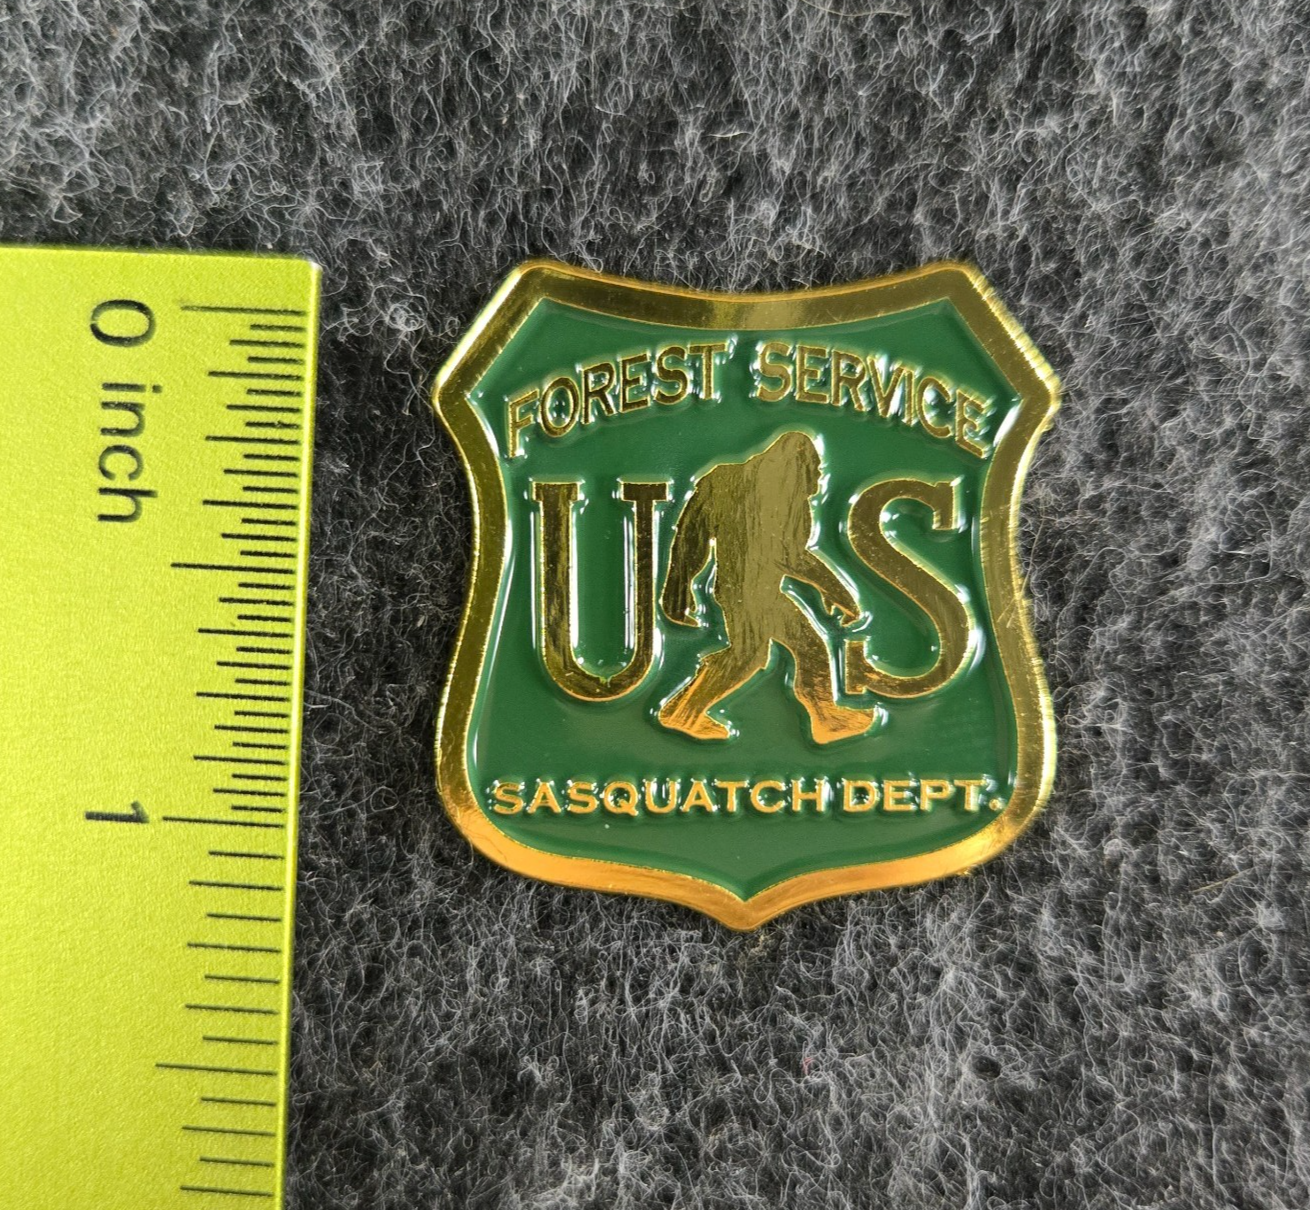 0 inch
1
FOREST SERVICE
U S
SASQUATCH DEPT.